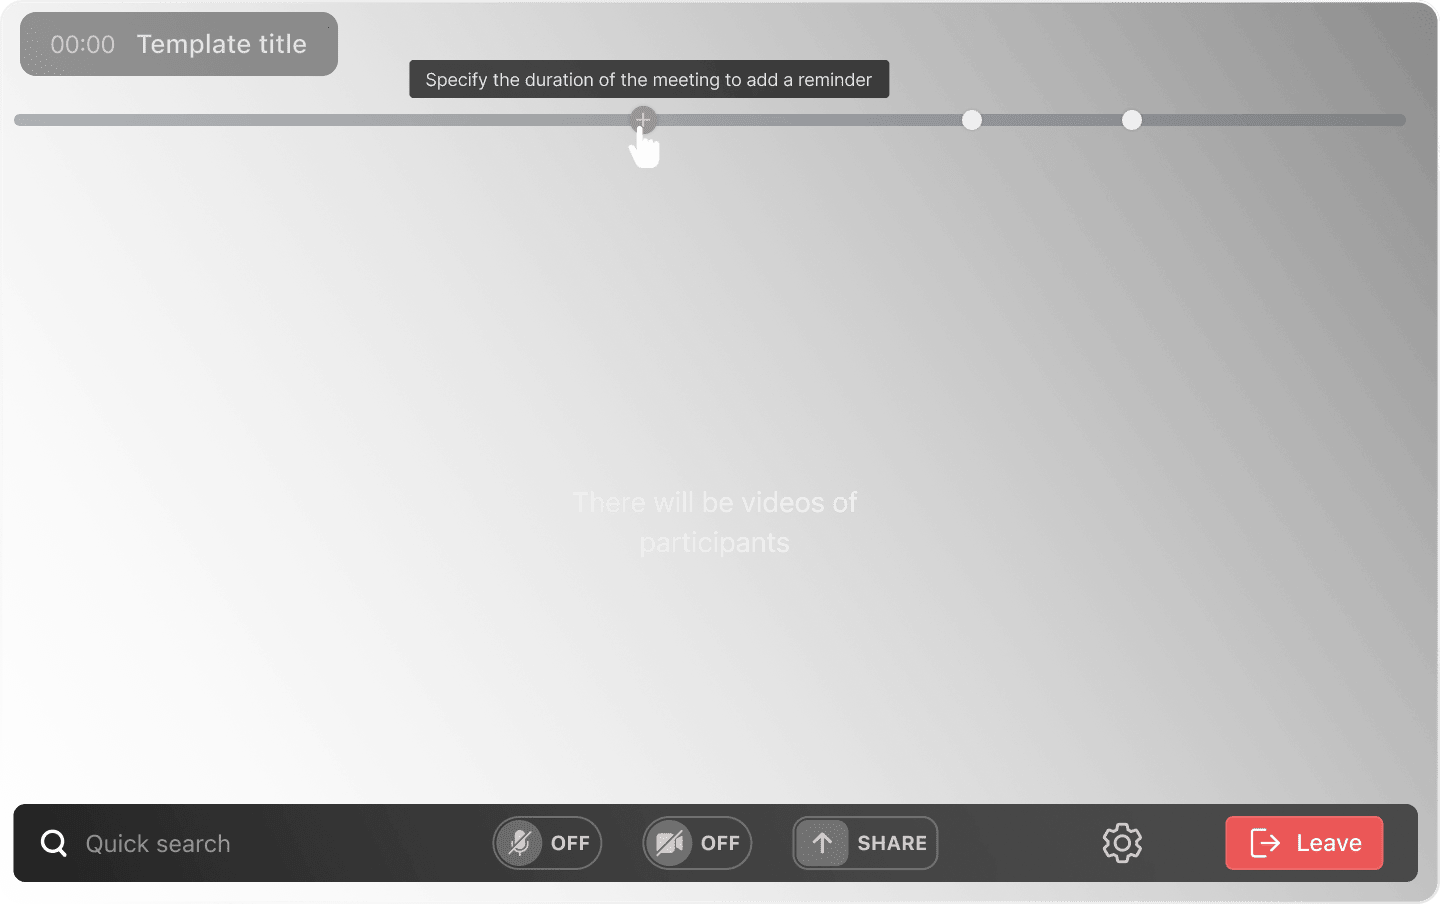 00:00 Template title
Specify the duration of the meeting to add a reminder
There will be videos of
participants
Quick search
OFF
OFF
SHARE
Leave